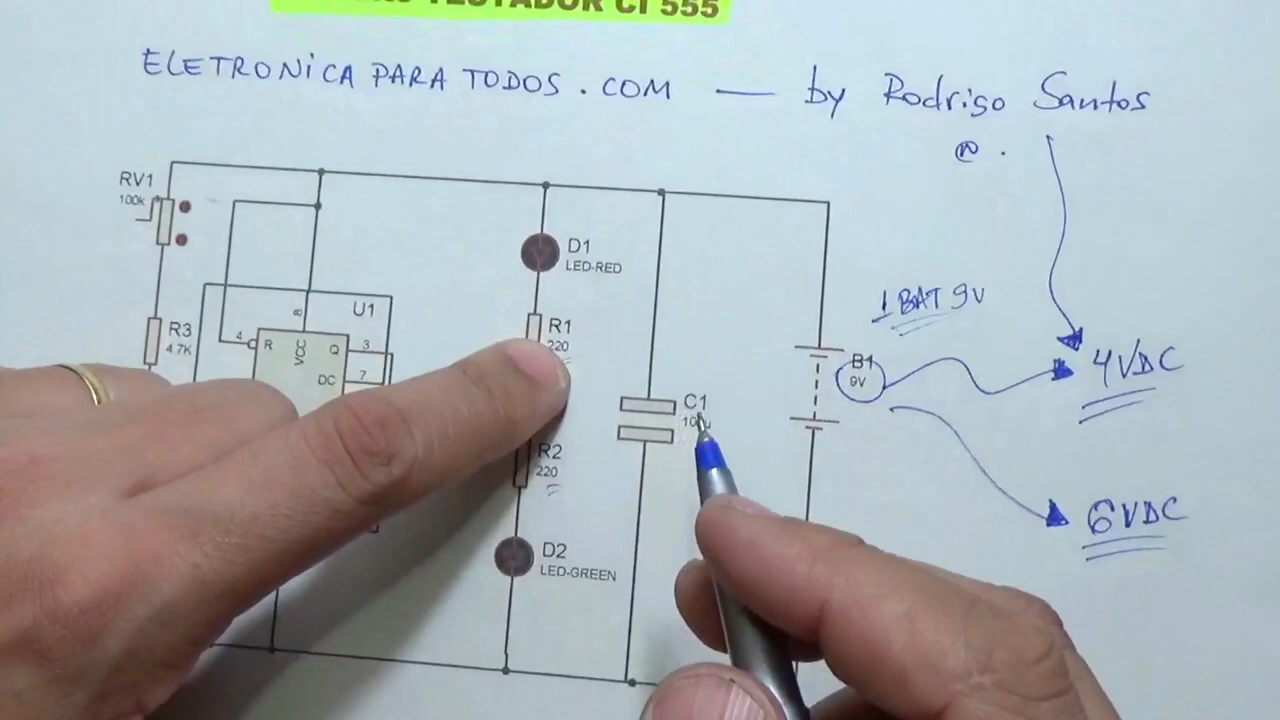 TESTADOR CI 555
ELETRONICA PARA TODOS.COM — by Rodrigo Santos
@.
RV1
100k
D1
LED-RED
1 BAT 9V
U1
R3
4.7K
8
4
R
VCC
Q
3
R1
220
DC
7
B1
9V
4VDC
C1
R2
220
6VDC
D2
LED-GREEN